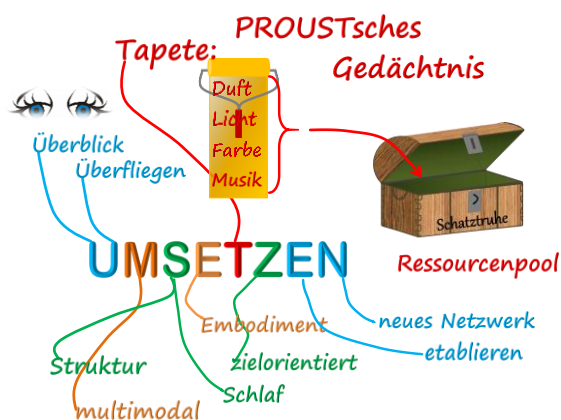 PROUSTsches
Gedächtnis
Tapete:
Duft
Licht
Farbe
Musik
Überblick
Überfliegen
Schatztruhe
Ressourcenpool
UMSETZEN
Embodiment
neues Netzwerk
etablieren
Struktur
zielorientiert
Schlaf
multimodal